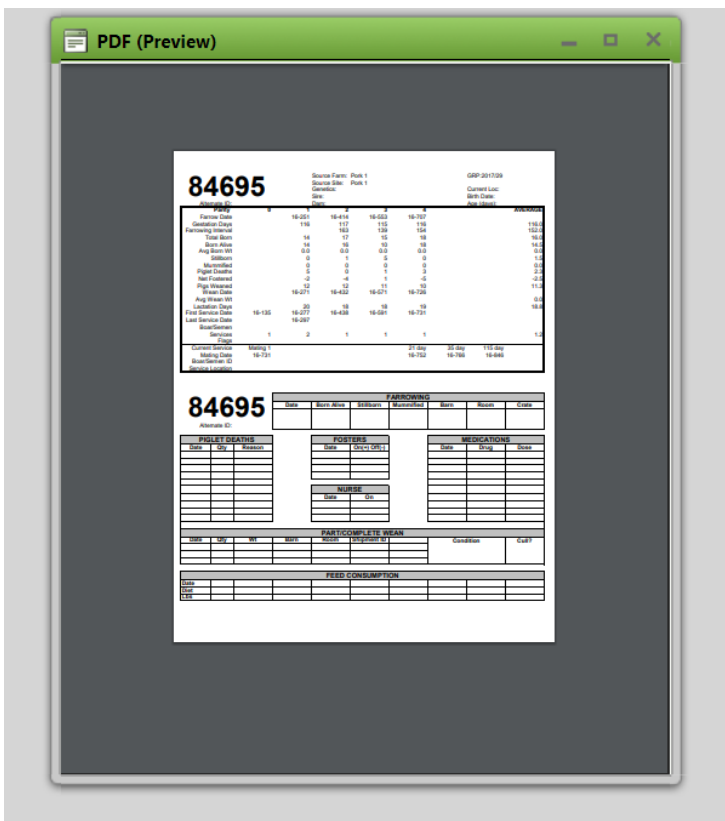 PDF (Preview)
84695
Source Farm: Pork 1 GRP:2017/29
Source Site: Pork 1
Genetics: Current Loc:
Sire: Birth Date:
Alternate ID: Dam: Age (days):
Parity 0 1 2 3 4 AVERAGE
Farrow Date 16-251 16-414 16-553 16-707
Gestation Days 116 117 115 116 116.0
Farrowing Interval 163 139 154 152.0
Total Born 14 17 15 18 16.0
Born Alive 14 16 10 18 14.5
Avg Born Wt 0.0 0.0 0.0 0.0 0.0
Stillborn 0 1 5 0 1.5
Mummified 0 0 0 0 0.0
Piglet Deaths 5 0 1 3 2.3
Net Fostered -2 -4 1 -5 -2.5
Pigs Weaned 12 12 11 10 11.3
Wean Date 16-271 16-432 16-571 16-726
Avg Wean Wt 0.0
Lactation Days 20 18 18 19 18.8
First Service Date 16-135 16-277 16-438 16-591 16-731
Last Service Date 16-297
Boar/Semen
Services 1 2 1 1 1 1.2
Flags
Current Service Mating 1 21 day 35 day 115 day
Mating Date 16-731 16-752 16-766 16-846
Boar/Semen ID
Service Location
84695
Alternate ID:
FARROWING
Date Born Alive Stillborn Mummified Barn Room Crate
PIGLET DEATHS FOSTERS MEDICATIONS
Date Qty Reason Date On(+) Off(-) Date Drug Dose
NURSE
Date On
PART/COMPLETE WEAN
Date Qty Wt Barn Room Shipment ID Condition Cull?
FEED CONSUMPTION
Date
Diet
Lbs